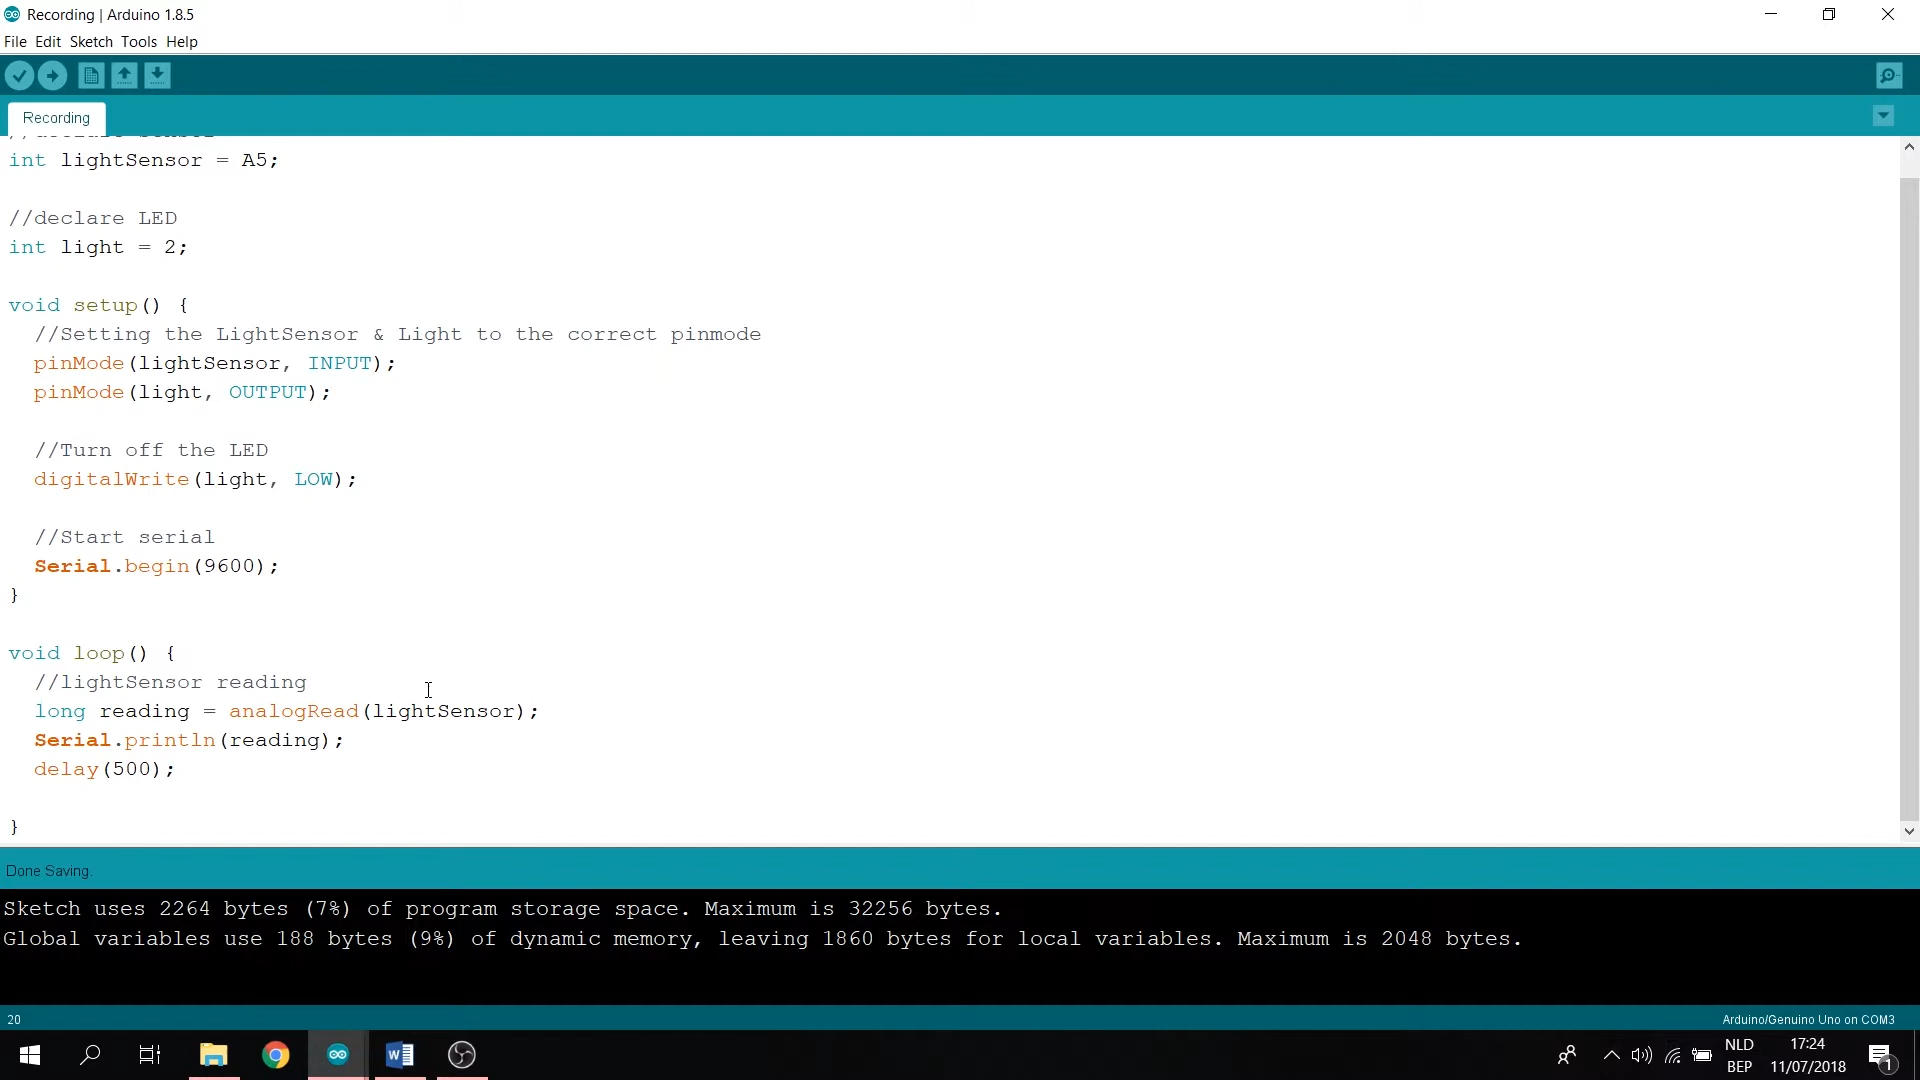 Recording | Arduino 1.8.5
File Edit Sketch Tools Help
Recording
int lightSensor = A5;
//declare LED
int light = 2;
void setup() {
//Setting the LightSensor & Light to the correct pinmode
pinMode(lightSensor, INPUT);
pinMode(light, OUTPUT);
//Turn off the LED
digitalWrite(light, LOW);
//Start serial
Serial.begin(9600);
}
void loop() {
//lightSensor reading
long reading = analogRead(lightSensor);
Serial.println(reading);
delay(500);
}
Done Saving.
Sketch uses 2264 bytes (7%) of program storage space. Maximum is 32256 bytes.
Global variables use 188 bytes (9%) of dynamic memory, leaving 1860 bytes for local variables. Maximum is 2048 bytes.
20
Arduino/Genuino Uno on COM3
NLD 17:24
BEP 11/07/2018
1